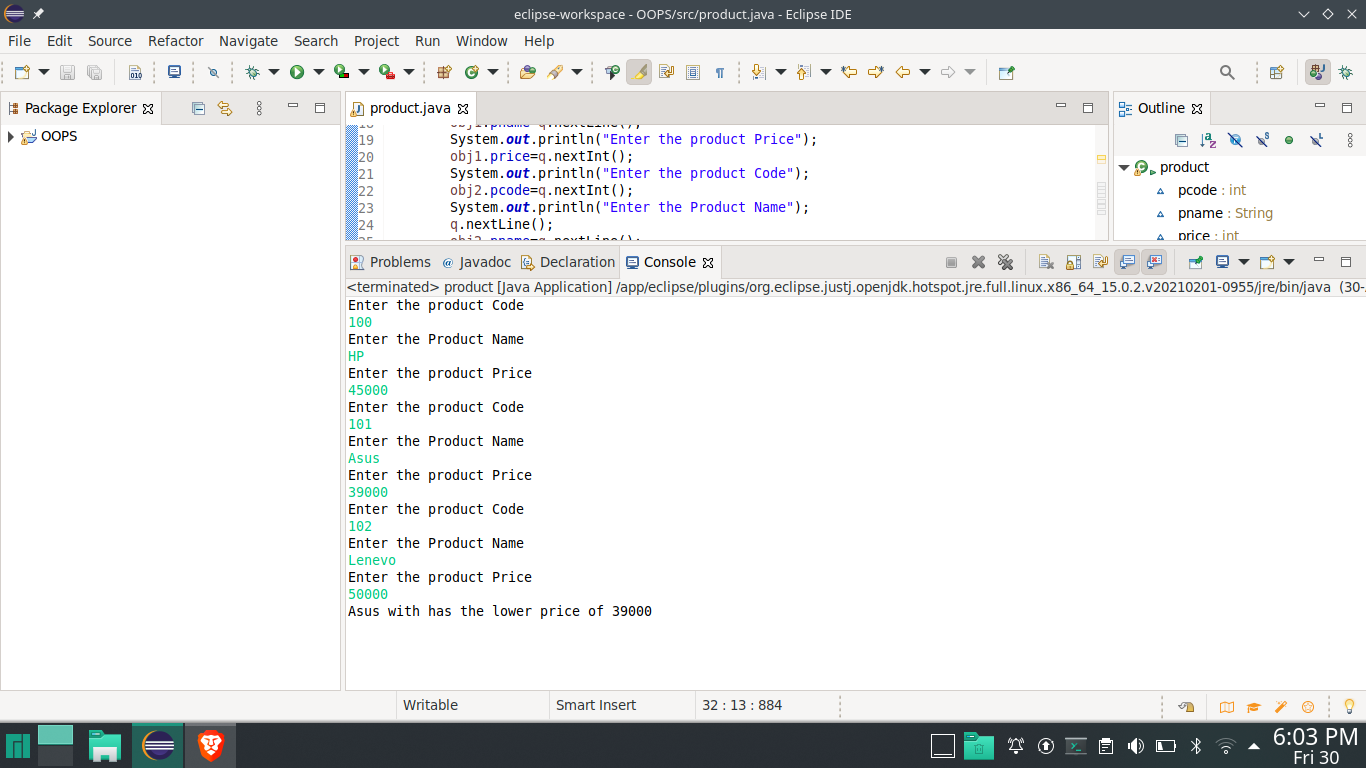 eclipse-workspace - OOPS/src/product.java - Eclipse IDE
File Edit Source Refactor Navigate Search Project Run Window Help
Package Explorer
OOPS
product.java
19 System.out.println("Enter the product Price");
20 obj1.price=q.nextInt();
21 System.out.println("Enter the product Code");
22 obj2.pcode=q.nextInt();
23 System.out.println("Enter the Product Name");
24 q.nextLine();
Outline
product
pcode : int
pname : String
price : int
Problems @ Javadoc Declaration Console
<terminated> product [Java Application] /app/eclipse/plugins/org.eclipse.justj.openjdk.hotspot.jre.full.linux.x86_64_15.0.2.v20210201-0955/jre/bin/java (30-
Enter the product Code
100
Enter the Product Name
HP
Enter the product Price
45000
Enter the product Code
101
Enter the Product Name
Asus
Enter the product Price
39000
Enter the product Code
102
Enter the Product Name
Lenevo
Enter the product Price
50000
Asus with has the lower price of 39000
Writable Smart Insert 32 : 13 : 884
6:03 PM
Fri 30